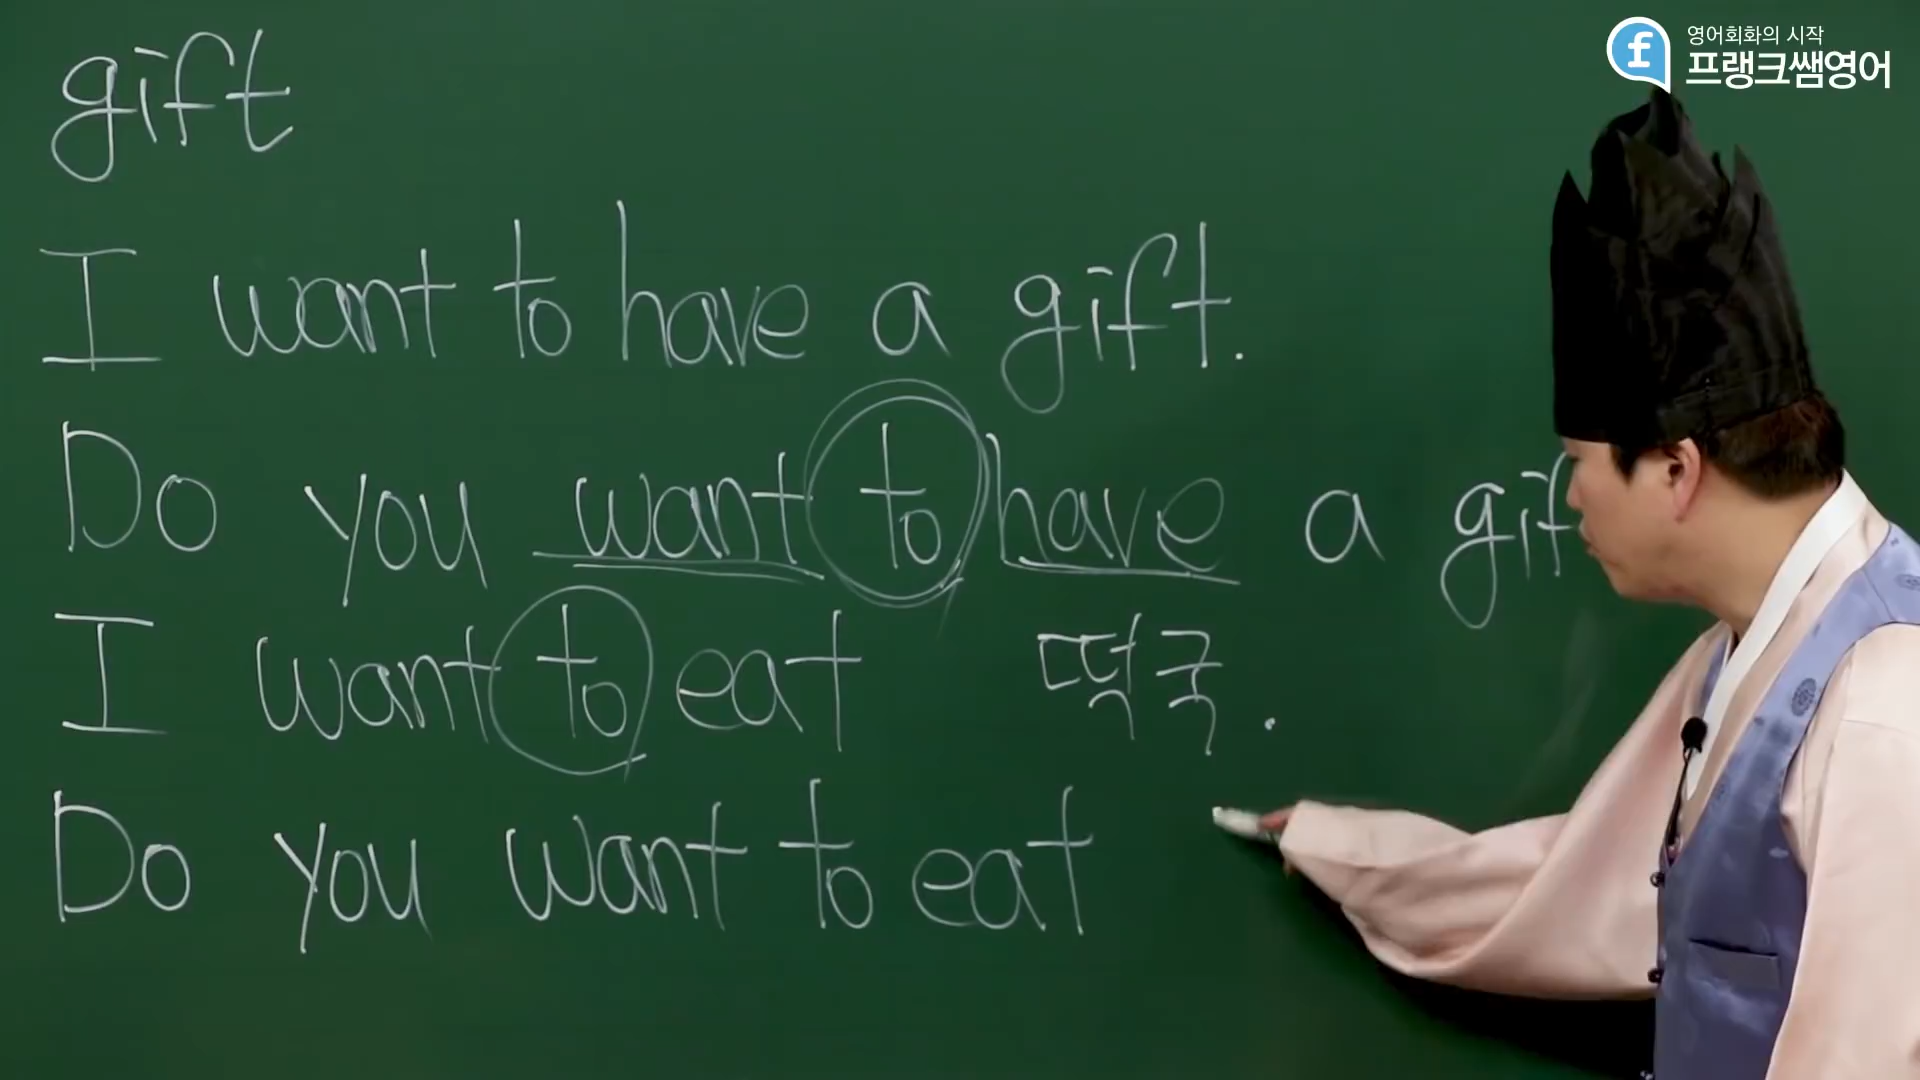 영어회화의 시작
프랭크쌤영어
gift
I want to have a gift.
Do you want to have a gif
I want to eat 떡국.
Do you want to eat